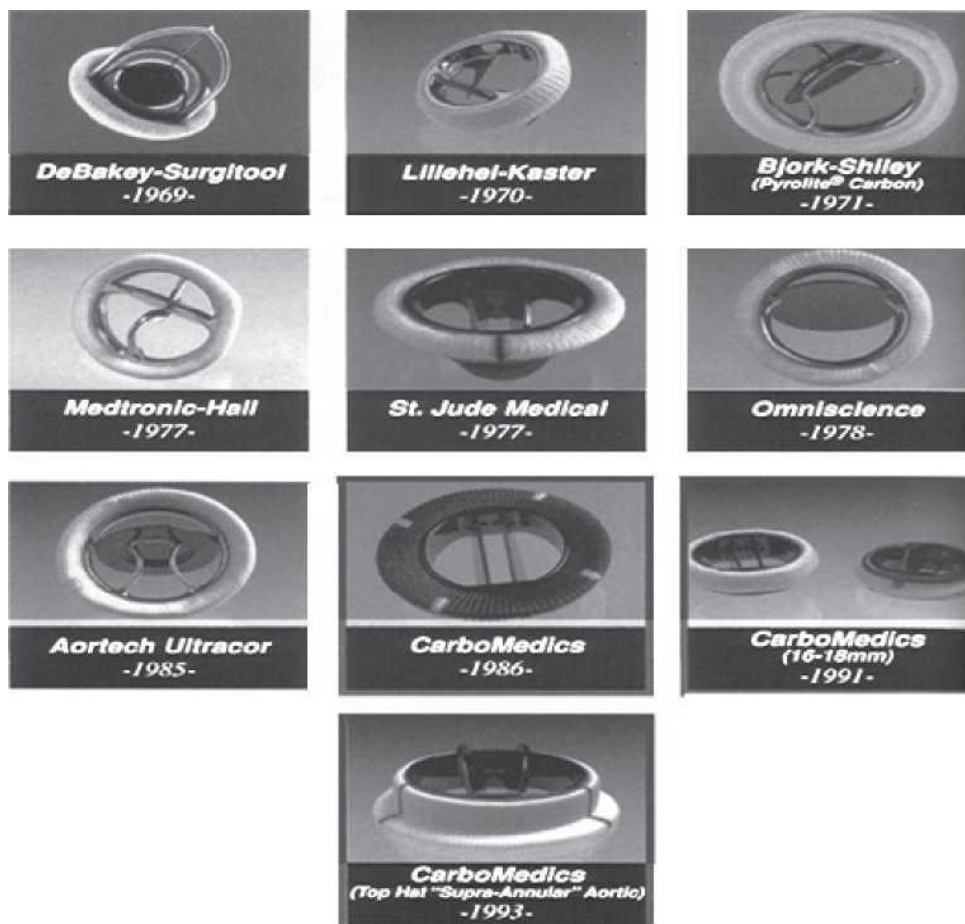 DeBakey-Surgitool
-1969-
Lillehei-Kaster
-1970-
Bjork-Shiley
(Pyrolite® Carbon)
-1971-
Medtronic-Hall
-1977-
St. Jude Medical
-1977-
Omniscience
-1978-
Aortech Ultracor
-1985-
CarboMedics
-1986-
CarboMedics
(16-18mm)
-1991-
CarboMedics
(Top Hat "Supra-Annular" Aortic)
-1993-